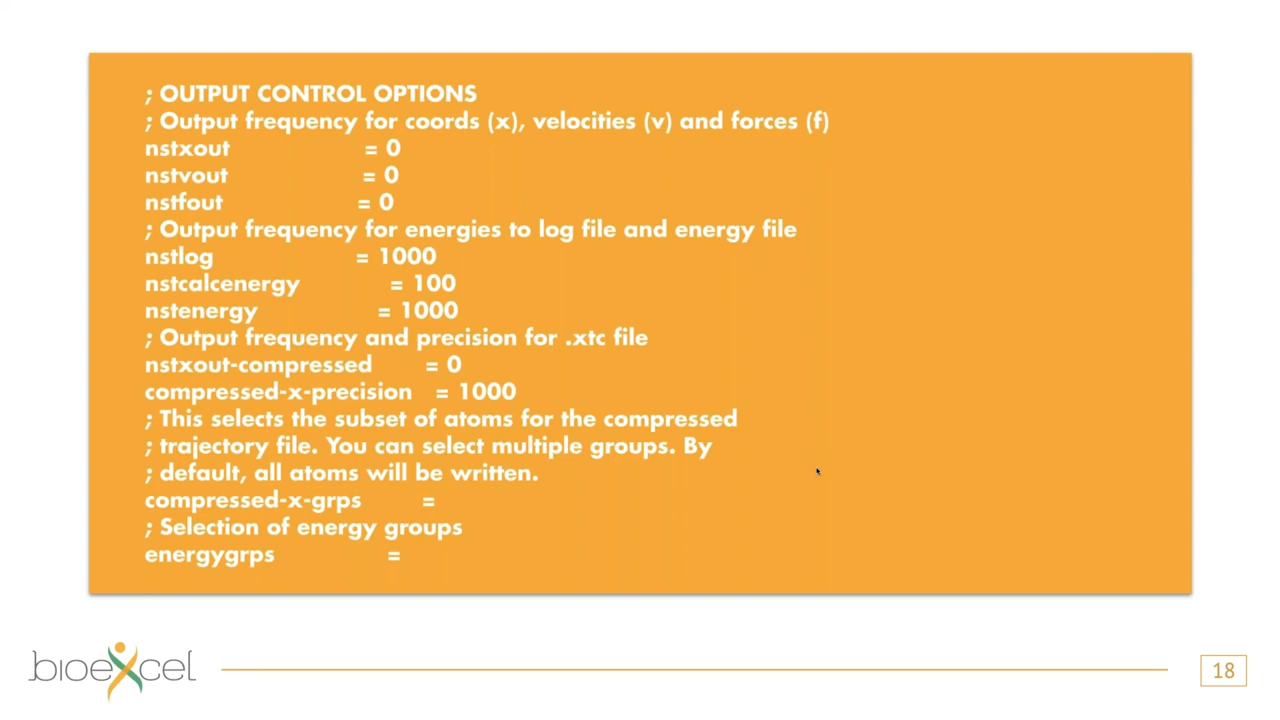 ; OUTPUT CONTROL OPTIONS
; Output frequency for coords (x), velocities (v) and forces (f)
nstxout = 0
nstvout = 0
nstfout = 0
; Output frequency for energies to log file and energy file
nstlog = 1000
nstcalcenergy = 100
nstenergy = 1000
; Output frequency and precision for .xtc file
nstxout-compressed = 0
compressed-x-precision = 1000
; This selects the subset of atoms for the compressed
; trajectory file. You can select multiple groups. By
; default, all atoms will be written.
compressed-x-grps =
; Selection of energy groups
energygrps =
bioexcel
18